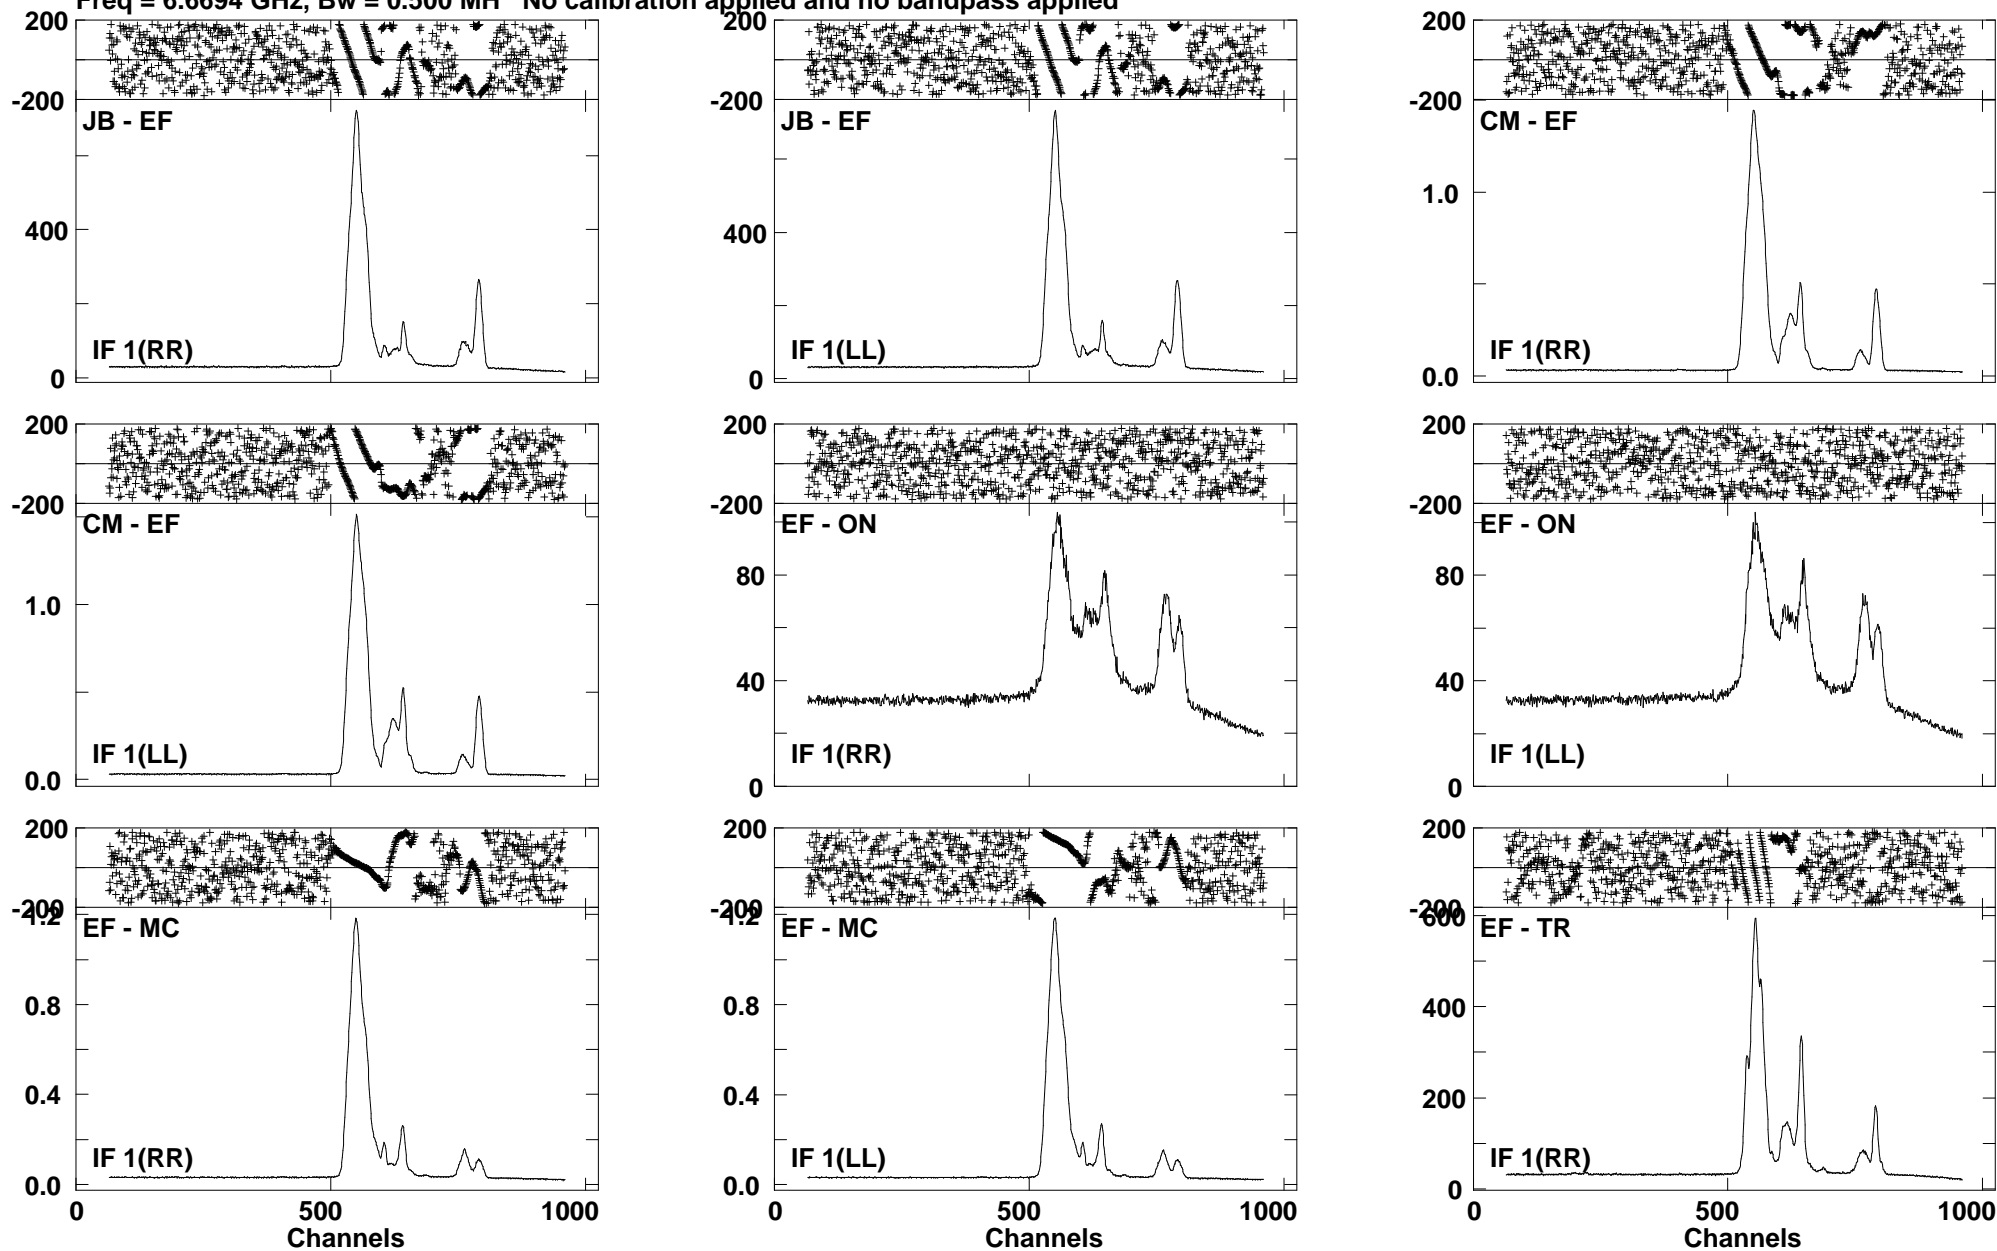 Freq = 6.6694 GHz, Bw = 0.500 MH No calibration applied and no bandpass applied
200
-200
JB - EF
400
IF 1(RR)
0
200
-200
JB - EF
400
IF 1(LL)
0
200
-200
CM - EF
1.0
IF 1(RR)
0.0
200
-200
CM - EF
1.0
IF 1(LL)
0.0
200
-200
EF - ON
80
40
IF 1(RR)
0
200
-200
EF - ON
80
40
IF 1(LL)
0
200
-200
1.2
EF - MC
0.8
0.4
IF 1(RR)
0.0
0 500 1000
Channels
200
-200
1.2
EF - MC
0.8
0.4
IF 1(LL)
0.0
0 500 1000
Channels
200
-200
600
EF - TR
400
200
IF 1(RR)
0
0 500 1000
Channels